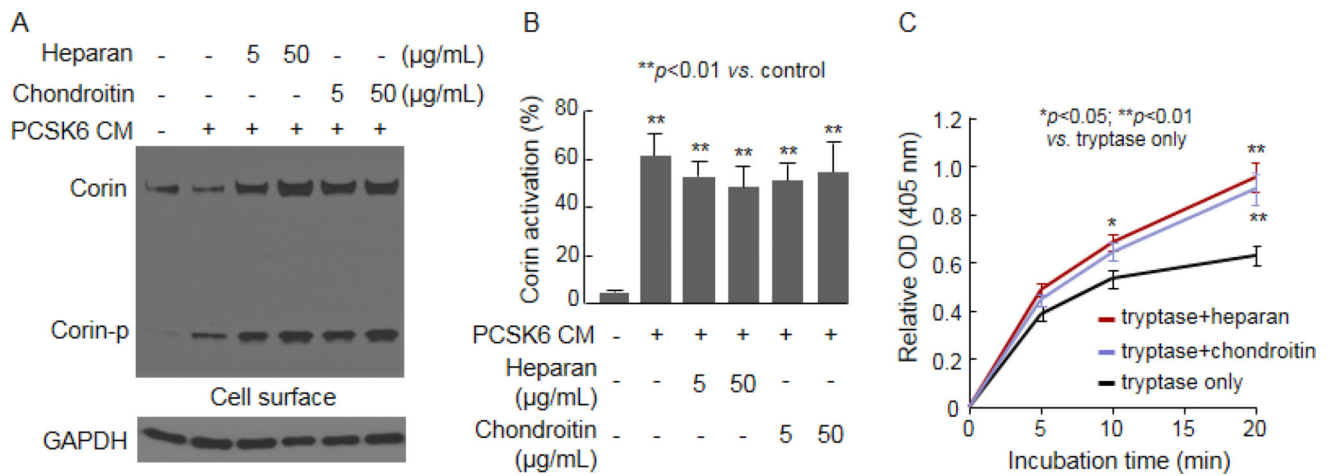 A
Heparan - - 5 50 - - (µg/mL)
Chondroitin - - - - 5 50 (µg/mL)
PCSK6 CM - + + + + +
Corin
Corin-p
Cell surface
GAPDH
B
**p<0.01 vs. control
Corin activation (%)
80
60
40
20
0
** ** ** ** **
PCSK6 CM - + + + + +
Heparan
(µg/mL) - - 5 50 - -
Chondroitin
(µg/mL) - - - - 5 50
C
*p<0.05; **p<0.01
vs. tryptase only
Relative OD (405 nm)
1.2
1.0
0.8
0.6
0.4
0.2
0
*
**
**
tryptase+heparan
tryptase+chondroitin
tryptase only
0 5 10 15 20
Incubation time (min)